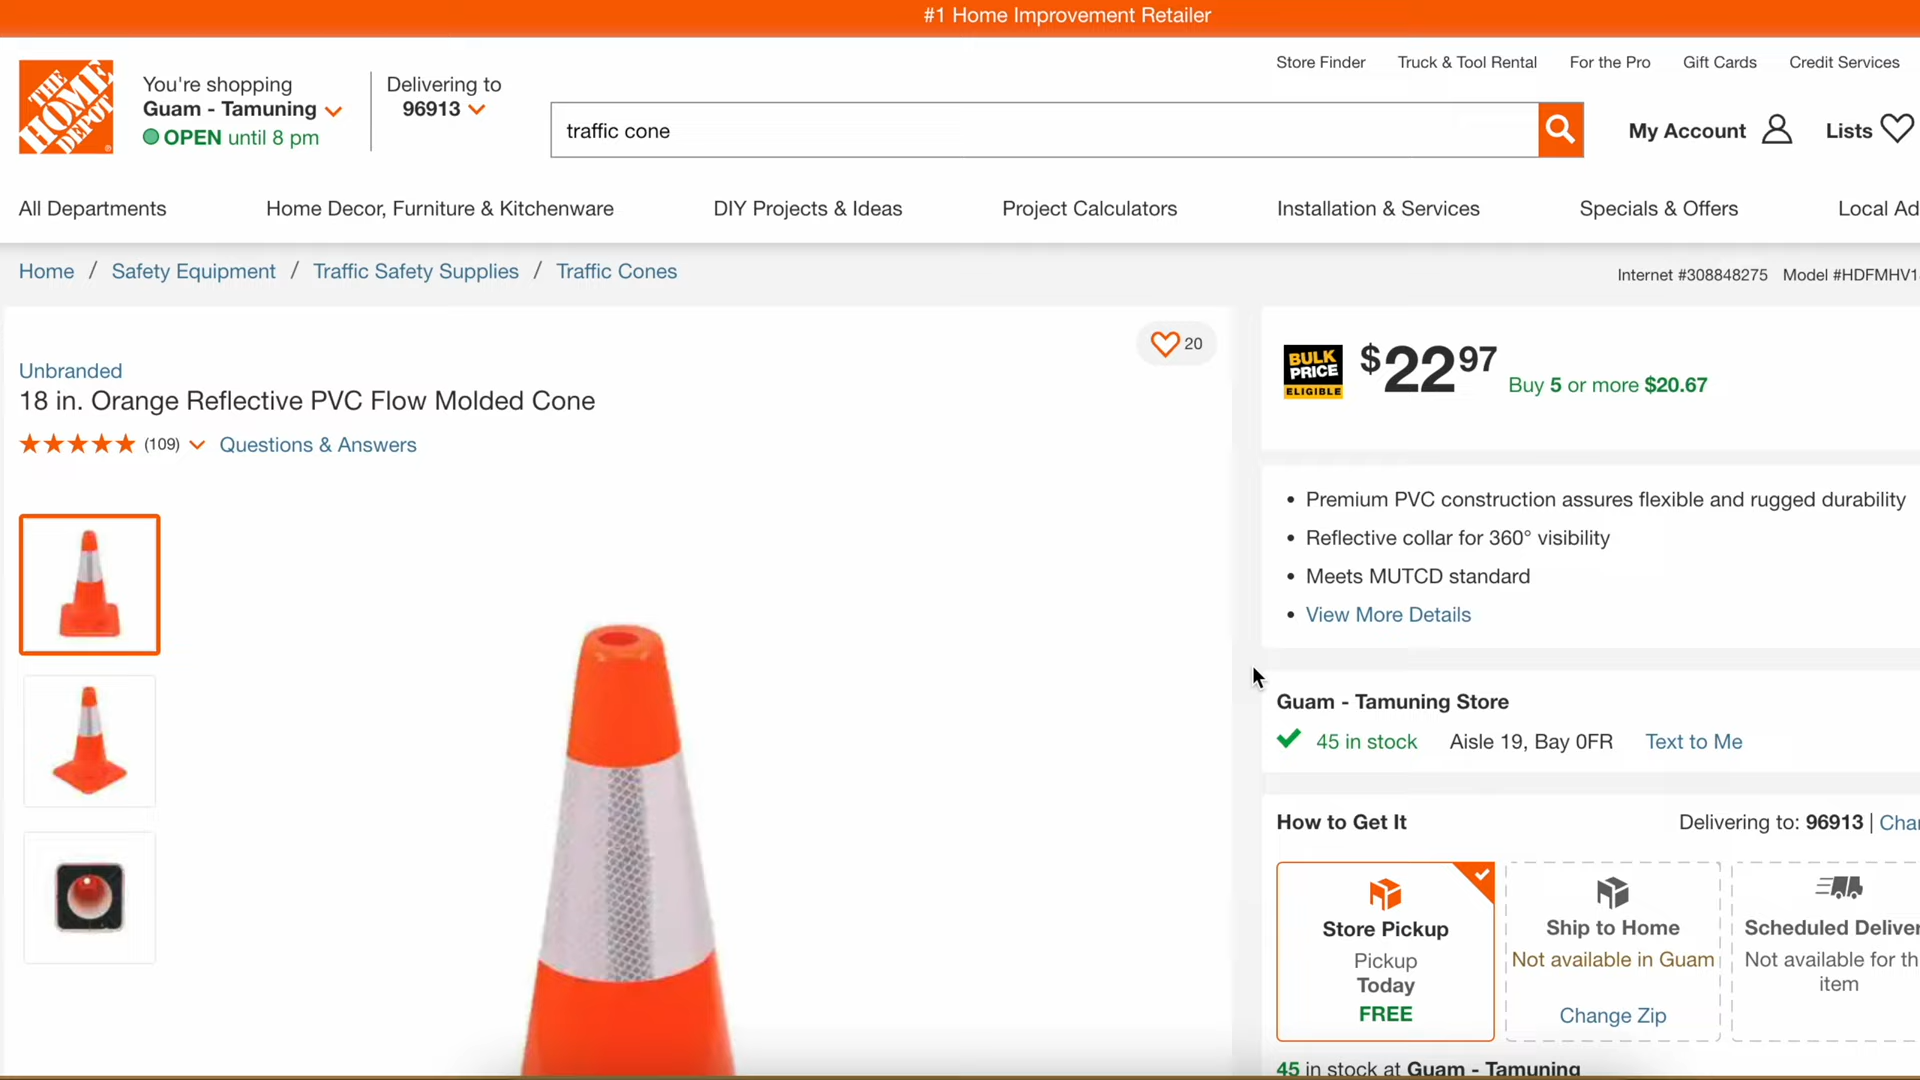 #1 Home Improvement Retailer
Store Finder Truck & Tool Rental For the Pro Gift Cards Credit Services
THE HOME DEPOT
You're shopping
Guam - Tamuning
OPEN until 8 pm
Delivering to
96913
traffic cone
My Account Lists
All Departments Home Decor, Furniture & Kitchenware DIY Projects & Ideas Project Calculators Installation & Services Specials & Offers Local Ad
Home / Safety Equipment / Traffic Safety Supplies / Traffic Cones
Internet #308848275 Model #HDFMHV1
20
Unbranded
18 in. Orange Reflective PVC Flow Molded Cone
(109) Questions & Answers
BULK
PRICE
ELIGIBLE
$22 97
Buy 5 or more $20.67
• Premium PVC construction assures flexible and rugged durability
• Reflective collar for 360° visibility
• Meets MUTCD standard
• View More Details
Guam - Tamuning Store
45 in stock Aisle 19, Bay 0FR Text to Me
How to Get It
Delivering to: 96913 | Cha
Store Pickup
Pickup
Today
FREE
Ship to Home
Not available in Guam
Change Zip
Scheduled Deliver
Not available for th
item
45 in stock at Guam - Tamuning